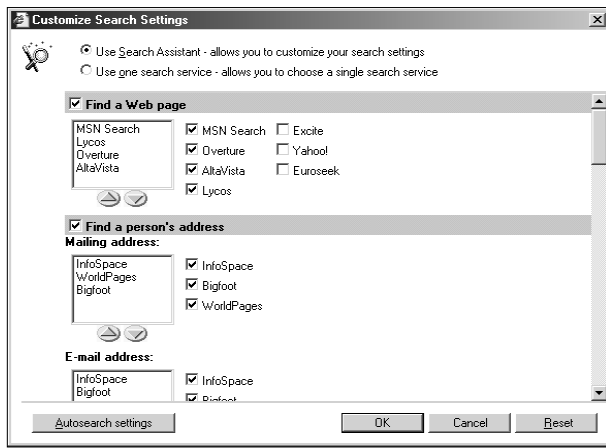 Customize Search Settings
Use Search Assistant - allows you to customize your search settings
Use one search service - allows you to choose a single search service
Find a Web page
MSN Search
Lycos
Overture
AltaVista
MSN Search
Overture
AltaVista
Lycos
Excite
Yahoo!
Euroseek
Find a person's address
Mailing address:
InfoSpace
WorldPages
Bigfoot
InfoSpace
Bigfoot
WorldPages
E-mail address:
InfoSpace
Bigfoot
InfoSpace
Bigfoot
Autosearch settings
OK
Cancel
Reset